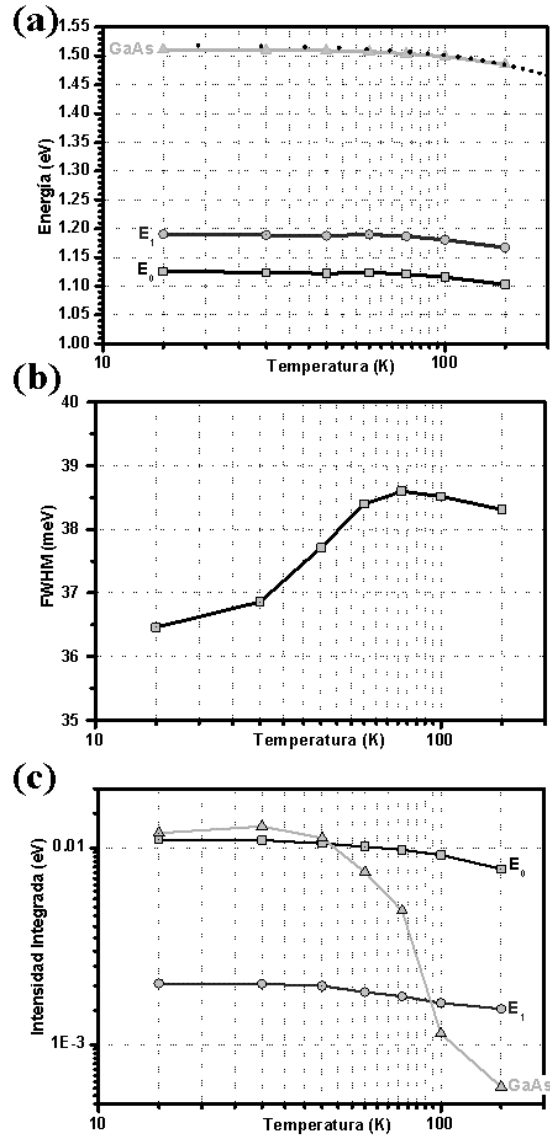 (a)
1.55
GaAs
1.50
1.45
1.40
1.35
1.30
1.25
1.20
E1
1.15
E0
1.10
1.05
1.00
10
100
Energía (eV)
Temperatura (K)
(b)
40
39
38
37
36
35
10
100
FWHM (meV)
Temperatura (K)
(c)
0.01
E0
E1
1E-3
GaAs
10
100
Intensidad Integrada (eV)
Temperatura (K)